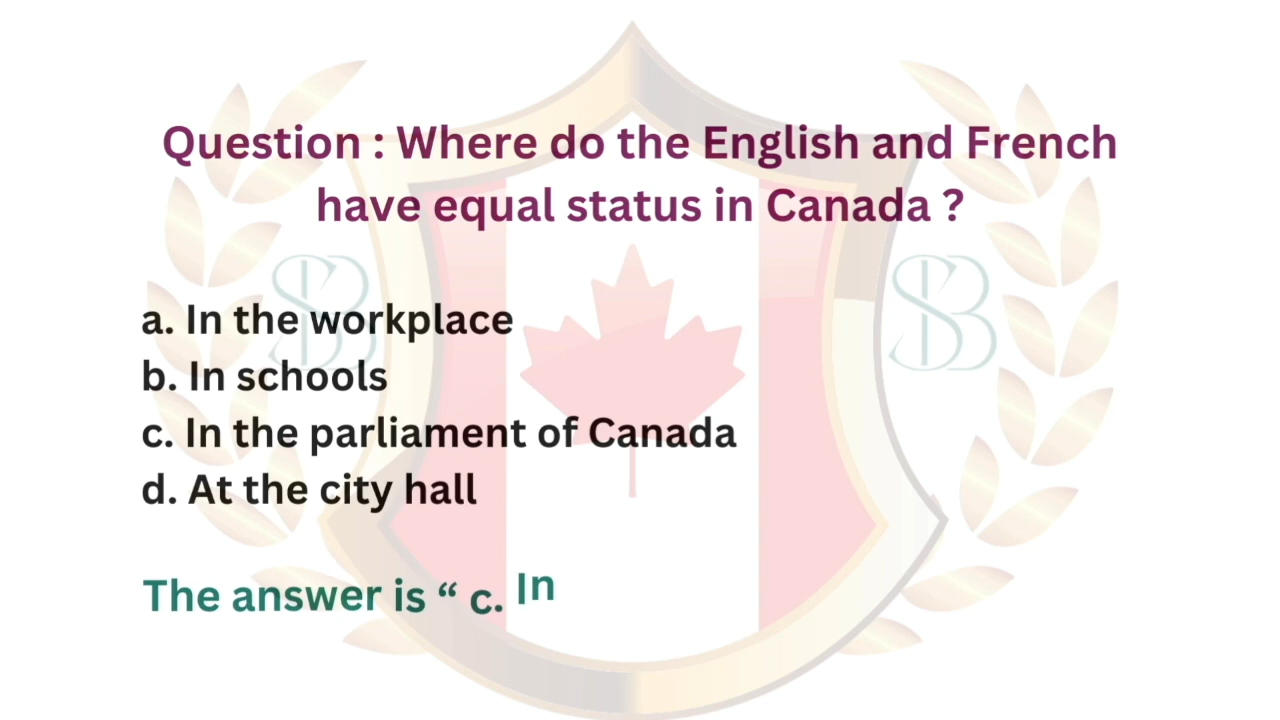 Question : Where do the English and French
have equal status in Canada ?
a. In the workplace
b. In schools
c. In the parliament of Canada
d. At the city hall
The answer is “ c. In